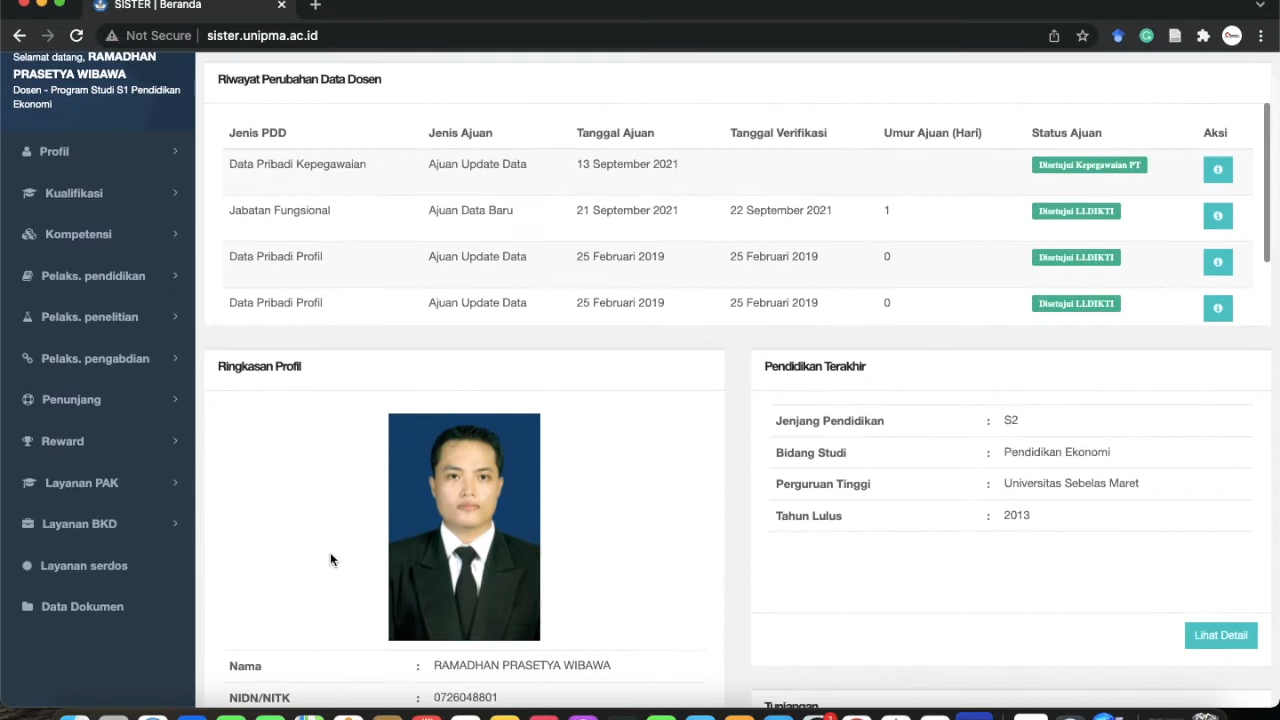 SISTER | Beranda
Not Secure
sister.unipma.ac.id
Selamat datang, RAMADHAN
PRASETYA WIBAWA
Dosen - Program Studi S1 Pendidikan
Ekonomi
Profil
Kualifikasi
Kompetensi
Pelaks. pendidikan
Pelaks. penelitian
Pelaks. pengabdian
Penunjang
Reward
Layanan PAK
Layanan BKD
Layanan serdos
Data Dokumen
Riwayat Perubahan Data Dosen
Jenis PDD Jenis Ajuan Tanggal Ajuan Tanggal Verifikasi Umur Ajuan (Hari) Status Ajuan Aksi
Data Pribadi Kepegawaian Ajuan Update Data 13 September 2021 Disetujui Kepegawaian PT
Jabatan Fungsional Ajuan Data Baru 21 September 2021 22 September 2021 1 Disetujui LLDIKTI
Data Pribadi Profil Ajuan Update Data 25 Februari 2019 25 Februari 2019 0 Disetujui LLDIKTI
Data Pribadi Profil Ajuan Update Data 25 Februari 2019 25 Februari 2019 0 Disetujui LLDIKTI
Ringkasan Profil
Nama : RAMADHAN PRASETYA WIBAWA
NIDN/NITK : 0726048801
Pendidikan Terakhir
Jenjang Pendidikan : S2
Bidang Studi : Pendidikan Ekonomi
Perguruan Tinggi : Universitas Sebelas Maret
Tahun Lulus : 2013
Lihat Detail
Tunjangan